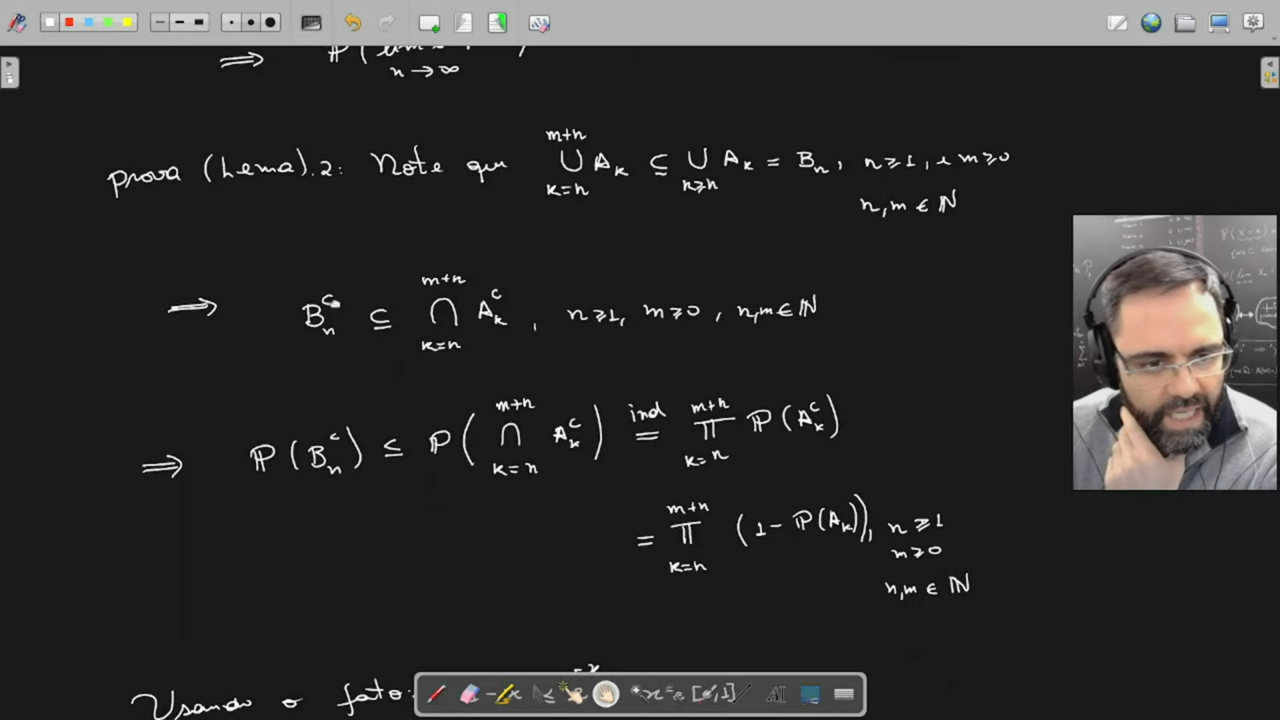 ⟹ P(
n→∞
prova (Lema).2: Note que ⋃_{k=n}^{m+n} A_k ⊆ ⋃_{k≥n} A_k = B_n, n≥1, e m≥0
n,m ∈ ℕ
⟹ B_n^c ⊆ ⋂_{k=n}^{m+n} A_k^c, n≥1, m≥0, n,m ∈ ℕ
⟹ ℙ(B_n^c) ≤ ℙ(⋂_{k=n}^{m+n} A_k^c) ind= ∏_{k=n}^{m+n} ℙ(A_k^c)
= ∏_{k=n}^{m+n} (1 - ℙ(A_k)), n≥1
m≥0
n,m ∈ ℕ
Usando o fato: